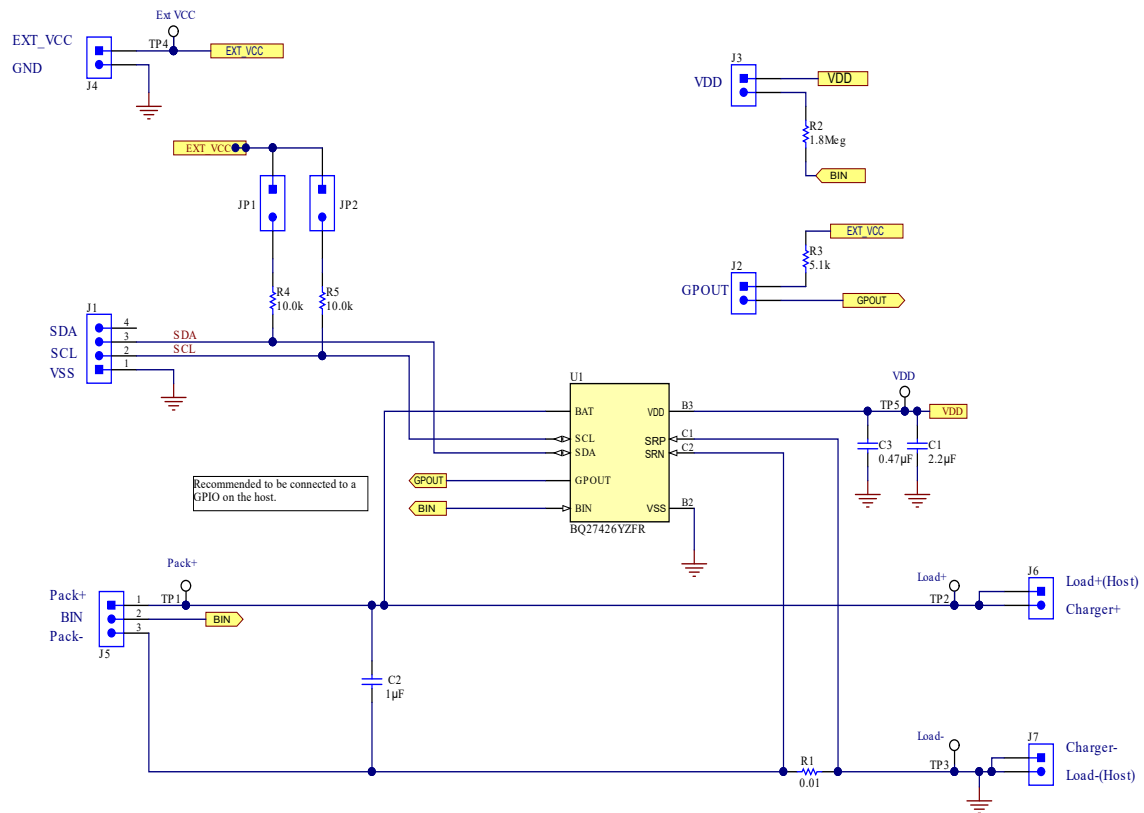 Ext VCC
EXT_VCC
TP4
EXT_VCC
GND
J4
J3
VDD
VDD
R2
1.8Meg
BIN
EXT_VCC
JP1
JP2
EXT_VCC
R3
5.1k
J2
GPOUT
GPOUT
R4
10.0k
R5
10.0k
J1
4
SDA
3
SDA
SCL
2
SCL
VSS
1
U1
BAT
VDD
B3
SCL
SRP
C1
SDA
SRN
C2
GPOUT
BIN
VSS
B2
BQ27426YZFR
GPOUT
BIN
VDD
TP5
VDD
C3
0.47µF
C1
2.2µF
Recommended to be connected to a
GPIO on the host.
Pack+
Pack+
1
TP1
BIN
2
BIN
Pack-
3
J5
C2
1µF
Load+
TP2
J6
Load+(Host)
Charger+
R1
0.01
Load-
TP3
J7
Charger-
Load-(Host)